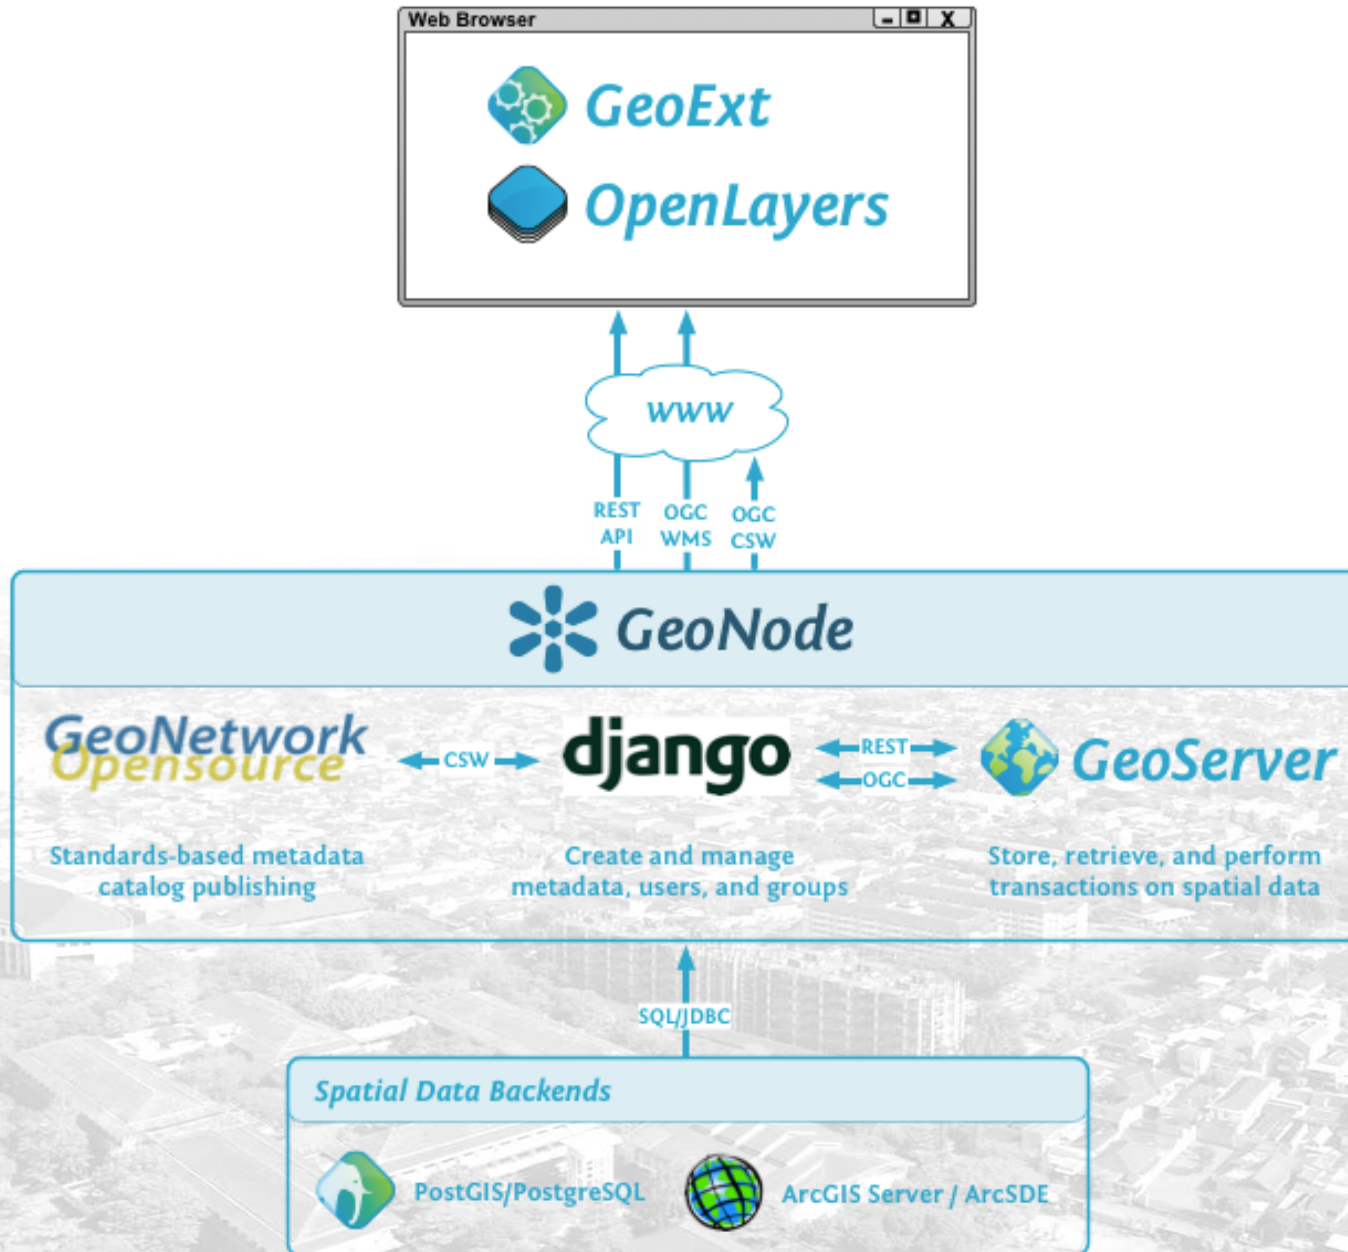 Web Browser
X
GeoExt
OpenLayers
WWW
REST API
OGC WMS
OGC CSW
GeoNode
GeoNetwork
Opensource
CSW
django
REST
OGC
GeoServer
Standards-based metadata
catalog publishing
Create and manage
metadata, users, and groups
Store, retrieve, and perform
transactions on spatial data
SQL/JDBC
Spatial Data Backends
PostGIS/PostgreSQL
ArcGIS Server / ArcSDE